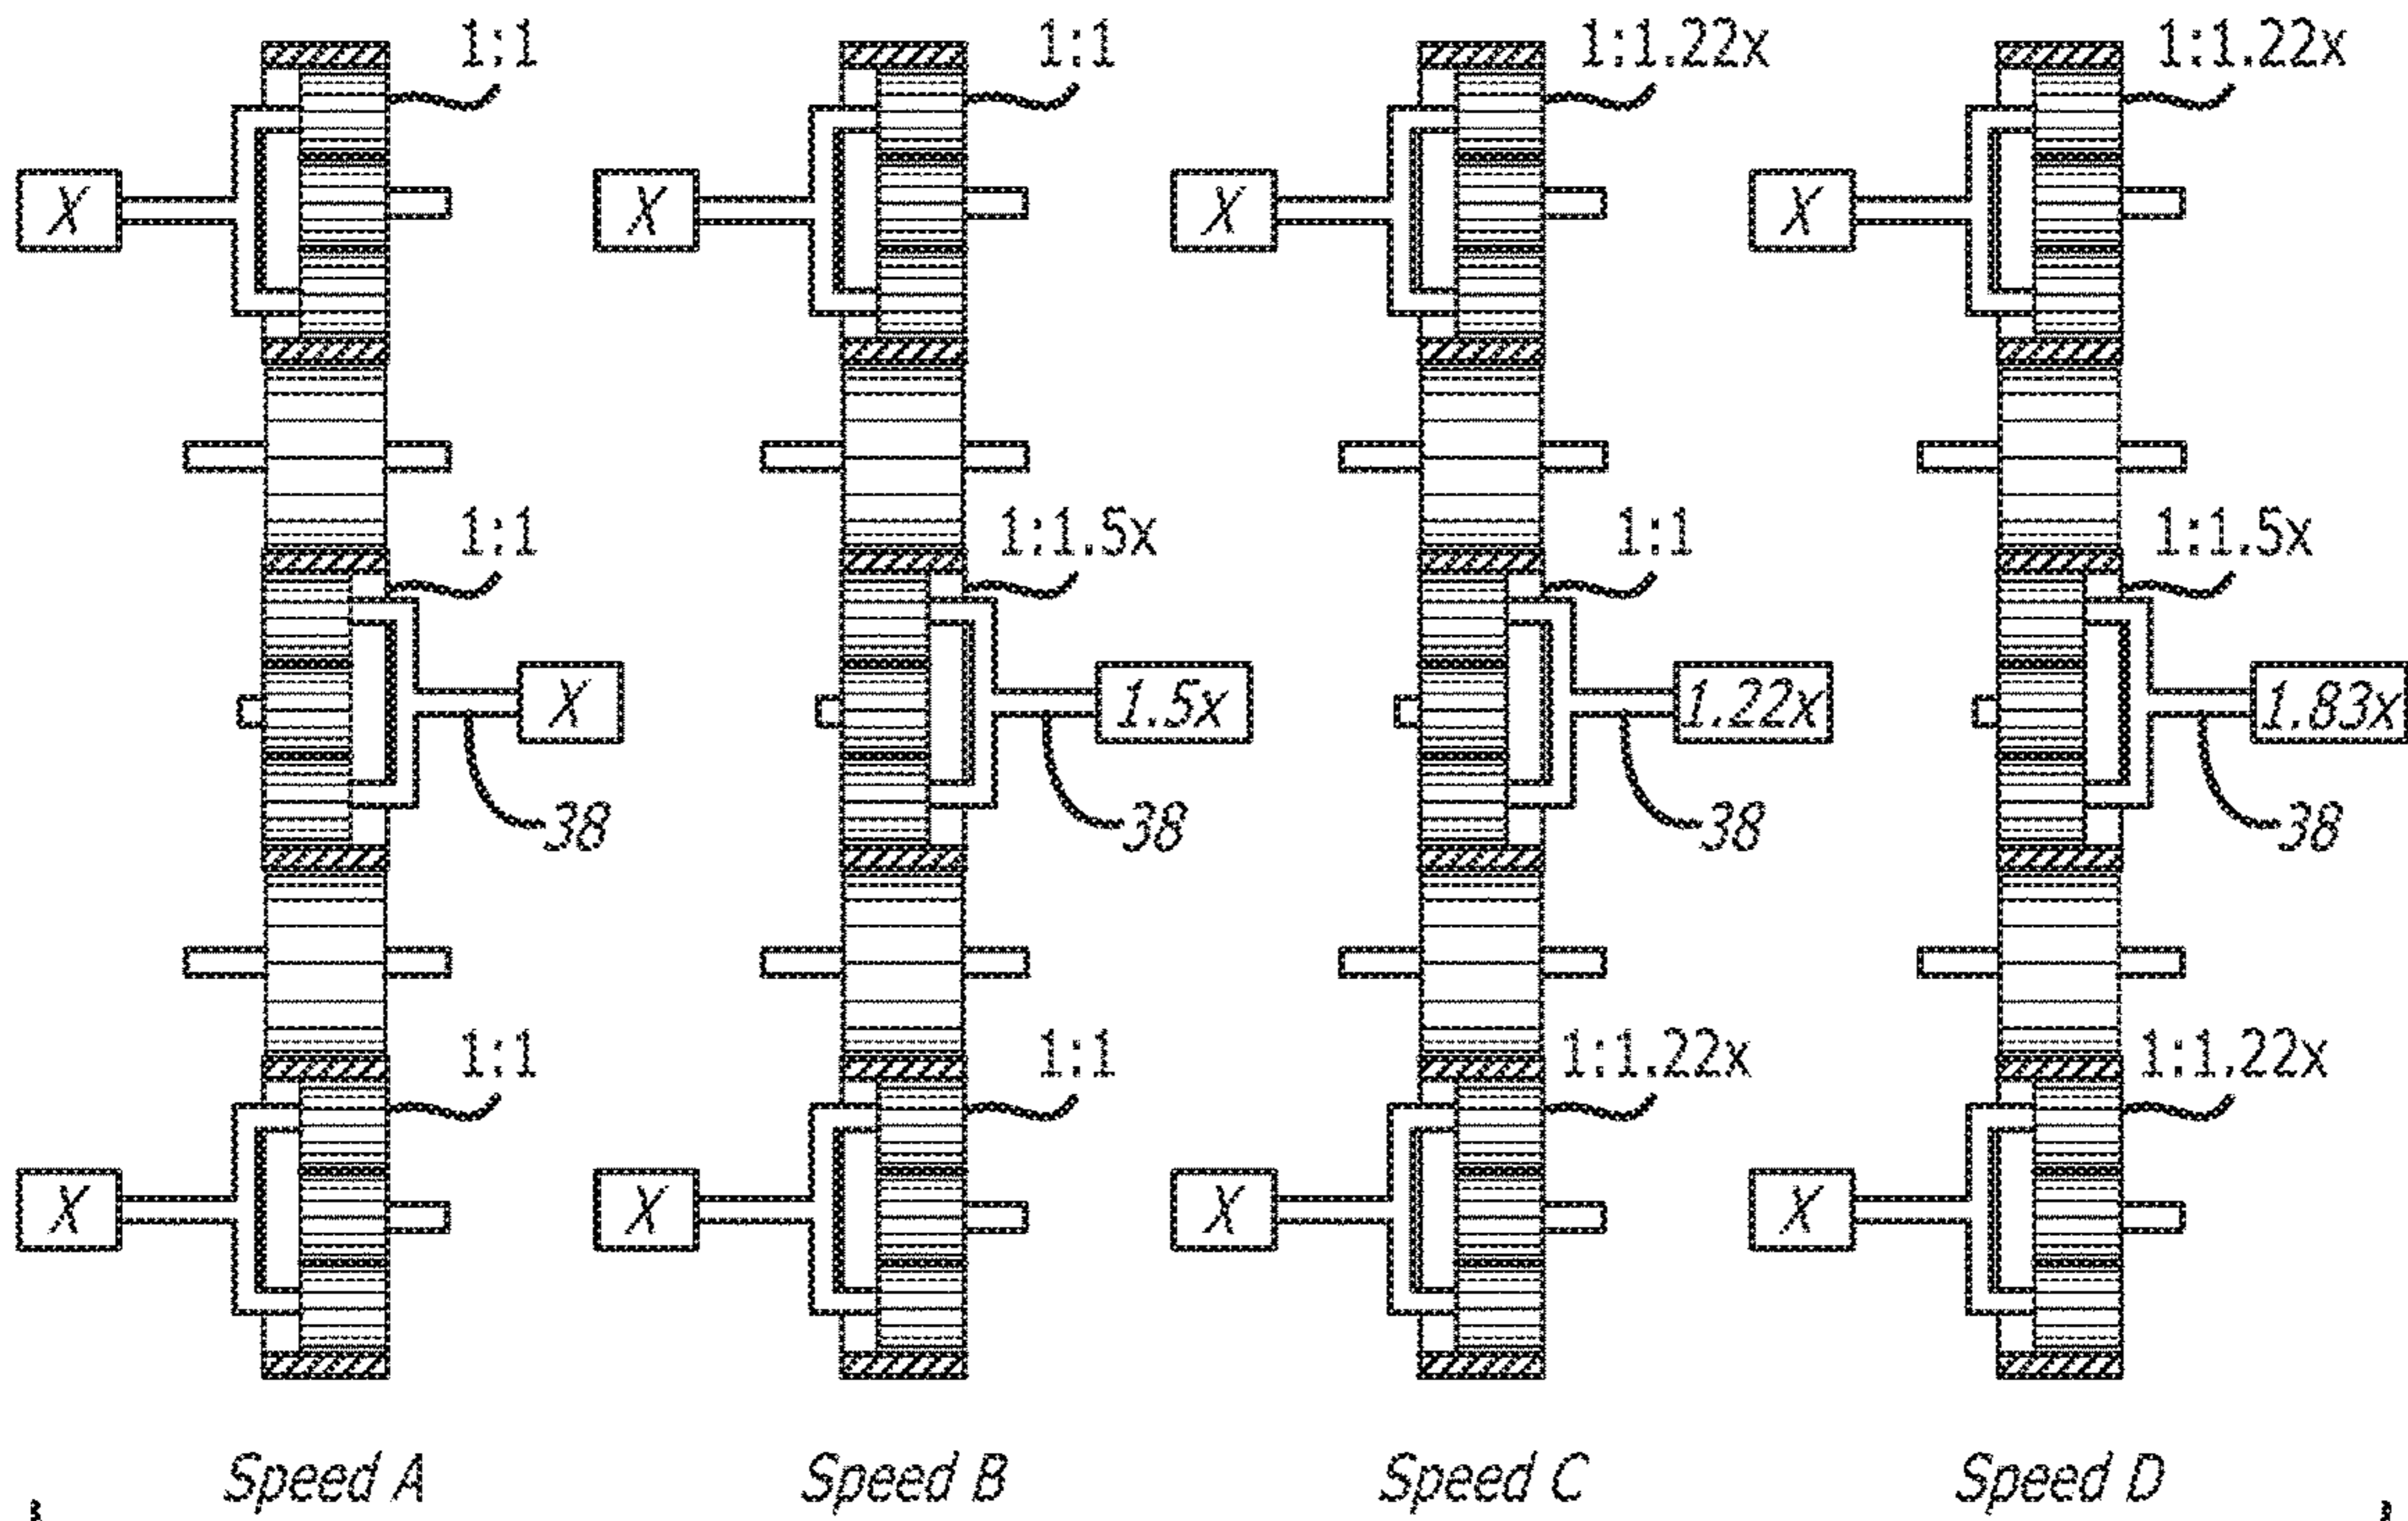 1:1 1:1 1:1.22x 1:1.22x
X X X X
1:1 1:1.5x 1:1 1:1.5x
X 1.5x 1.22x 1.83x
38 38 38 38
1:1 1:1 1:1.22x 1:1.22x
X X X X
Speed A Speed B Speed C Speed D